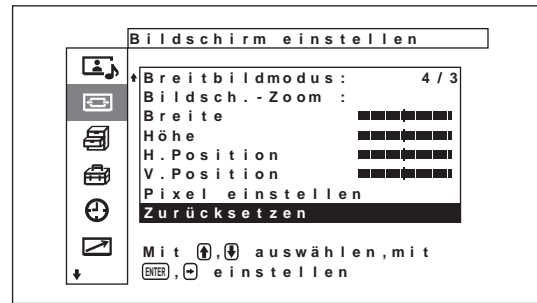 Bildschirm einstellen
Breitbildmodus: 4/3
Bildsch.-Zoom :
Breite
Höhe
H.Position
V.Position
Pixel einstellen
Zurücksetzen
Mit ↑,↓ auswählen,mit
ENTER,→ einstellen